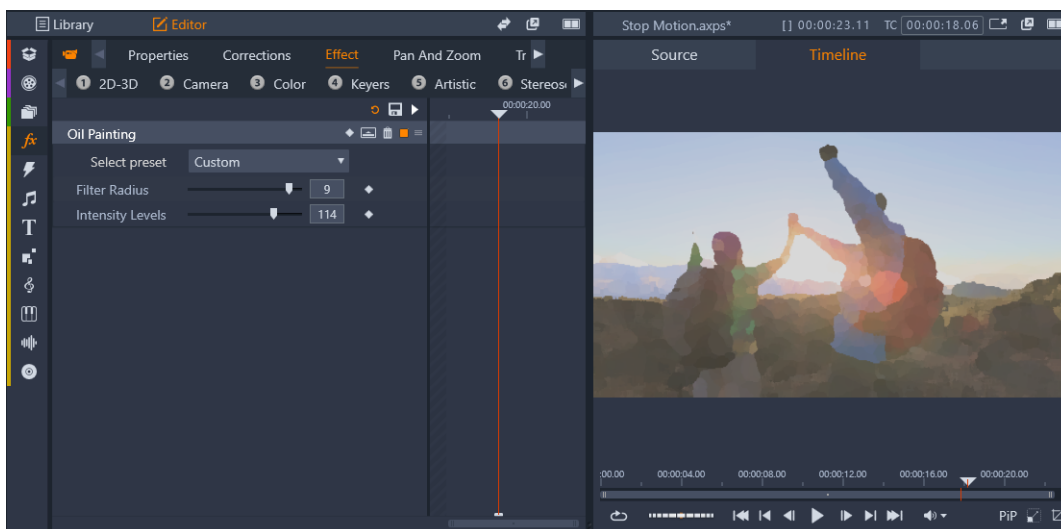 Library Editor
Stop Motion.axps* [ ] 00:00:23.11 TC 00:00:18.06
Properties Corrections Effect Pan And Zoom Tr
Source Timeline
1 2D-3D 2 Camera 3 Color 4 Keyers 5 Artistic 6 Stereos
00:00:20.00
fx Oil Painting
Select preset Custom
Filter Radius 9
Intensity Levels 114
T
:00.00 00:00:04.00 00:00:08.00 00:00:12.00 00:00:16.00 00:00:20.00
PiP